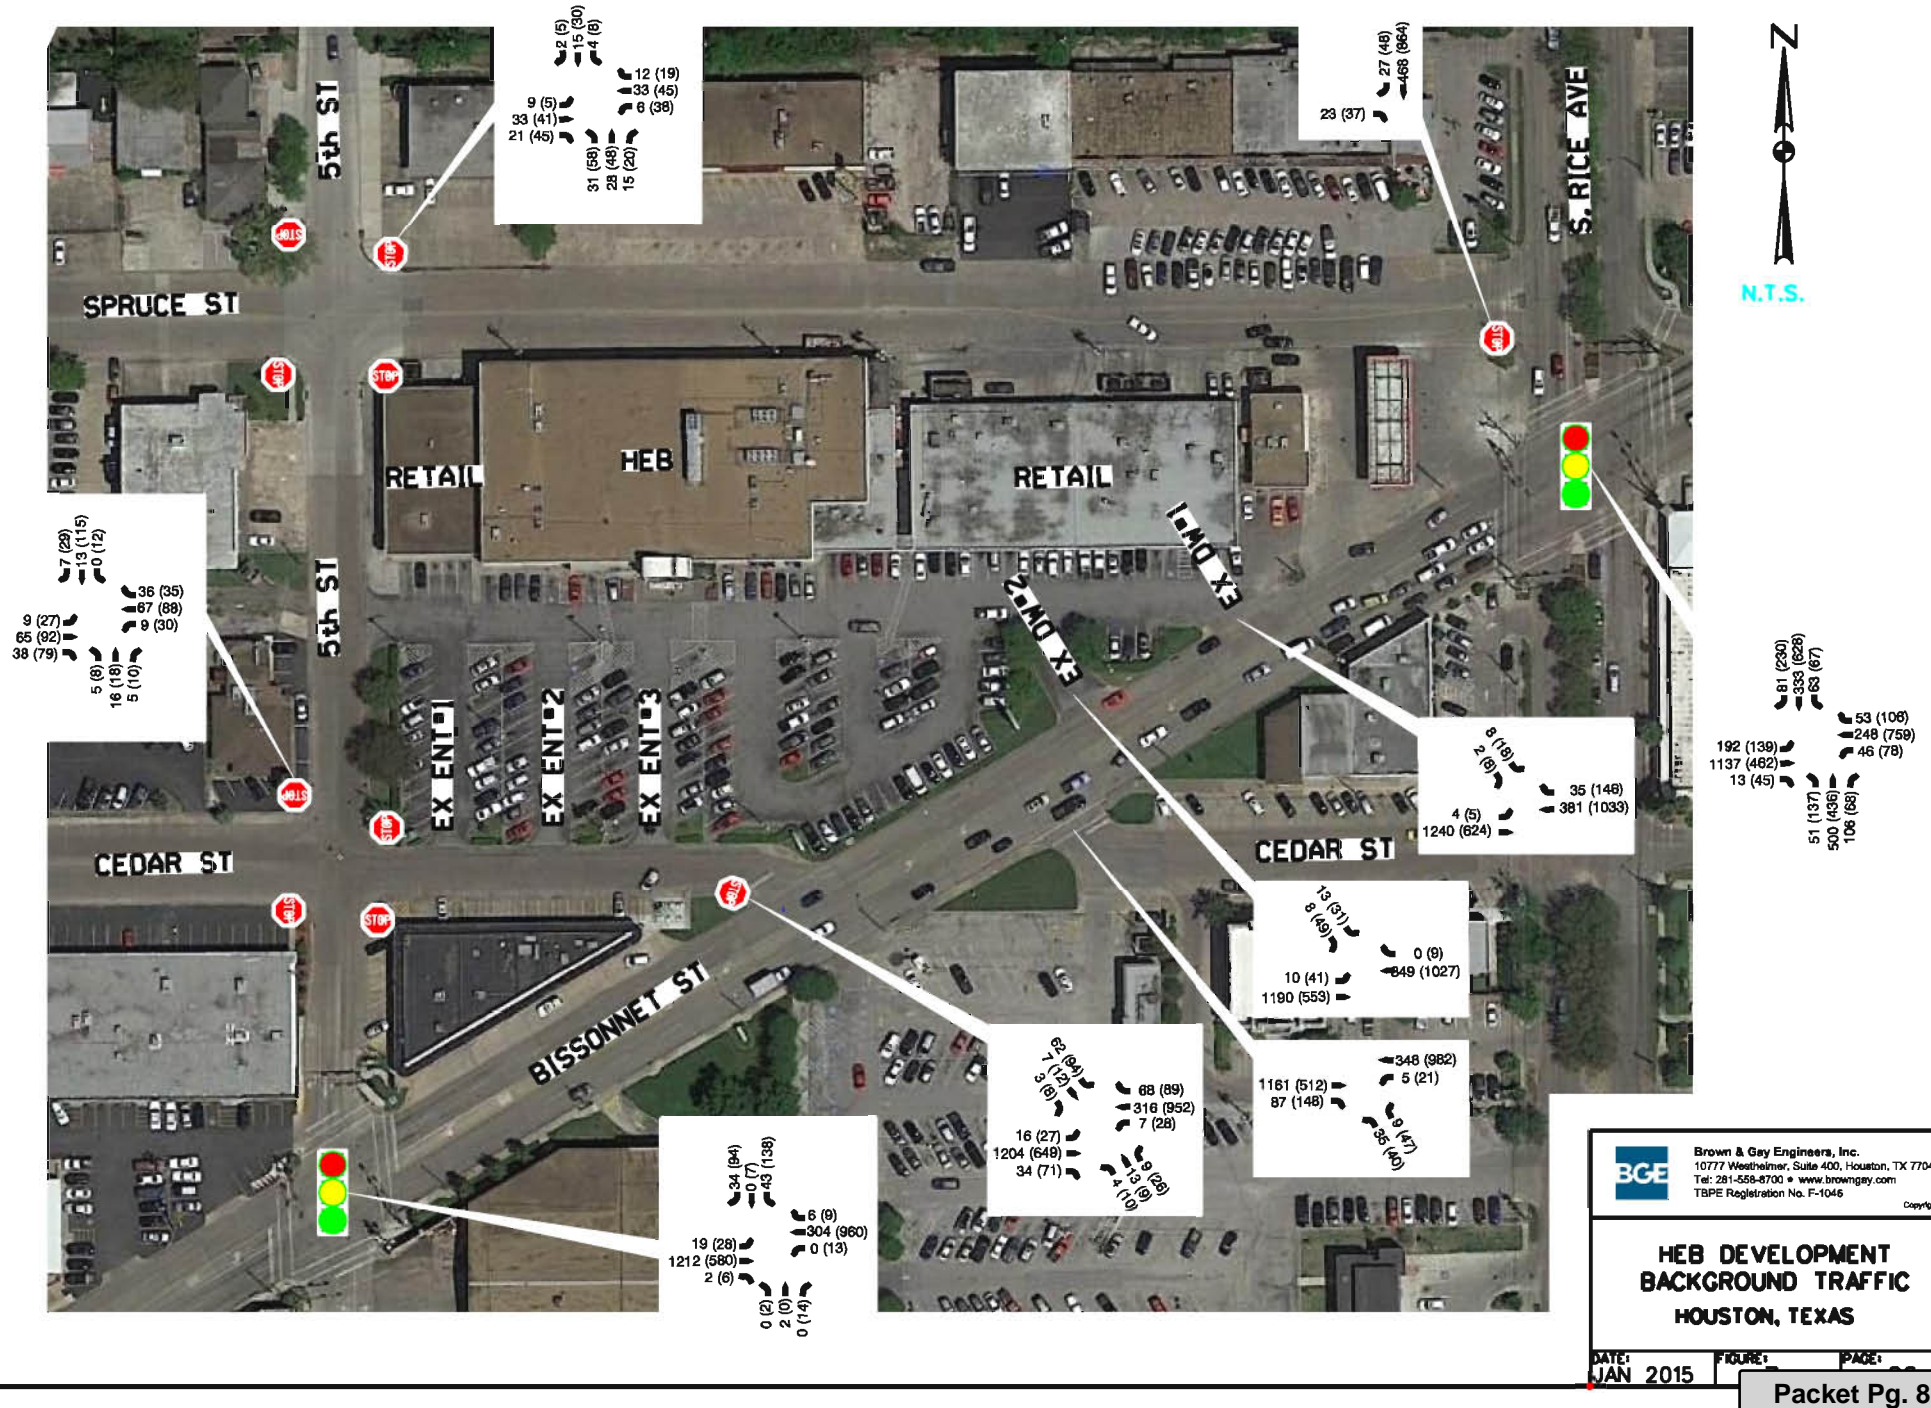 2 (5)
15 (30)
4 (8)
12 (19)
33 (45)
6 (38)
9 (5)
33 (41)
21 (45)
31 (58)
28 (48)
15 (20)
27 (48)
468 (864)
23 (37)
5th ST
S. RICE AVE
N
N.T.S.
STOP
STOP
SPRUCE ST
STOP
STOP
STOP
RETAIL
HEB
RETAIL
EX DW#1
EX DW#2
7 (29)
13 (115)
0 (12)
36 (35)
67 (88)
9 (30)
9 (27)
65 (92)
38 (79)
5 (8)
16 (18)
5 (10)
5th ST
EX ENT#1
EX ENT#2
EX ENT#3
81 (230)
333 (628)
63 (67)
53 (106)
248 (759)
46 (78)
192 (139)
1137 (462)
13 (45)
51 (137)
500 (436)
106 (68)
8 (18)
2 (8)
35 (146)
381 (1033)
4 (5)
1240 (624)
STOP
STOP
CEDAR ST
CEDAR ST
STOP
STOP
STOP
13 (31)
8 (49)
0 (9)
349 (1027)
10 (41)
1190 (553)
BISSONNET ST
62 (94)
7 (12)
3 (8)
68 (89)
316 (952)
7 (28)
16 (27)
1204 (649)
34 (71)
9 (26)
13 (9)
4 (10)
348 (982)
5 (21)
1161 (512)
87 (148)
9 (47)
35 (40)
34 (94)
0 (7)
43 (138)
6 (9)
304 (960)
0 (13)
19 (28)
1212 (580)
2 (6)
0 (2)
2 (0)
0 (14)
BGE
Brown & Gay Engineers, Inc.
10777 Westheimer, Suite 400, Houston, TX 7704
Tel: 281-558-8700 • www.browngay.com
TBPE Registration No. F-1046
HEB DEVELOPMENT
BACKGROUND TRAFFIC
HOUSTON, TEXAS
DATE:
JAN 2015
FIGURE:
PAGE:
Packet Pg. 8